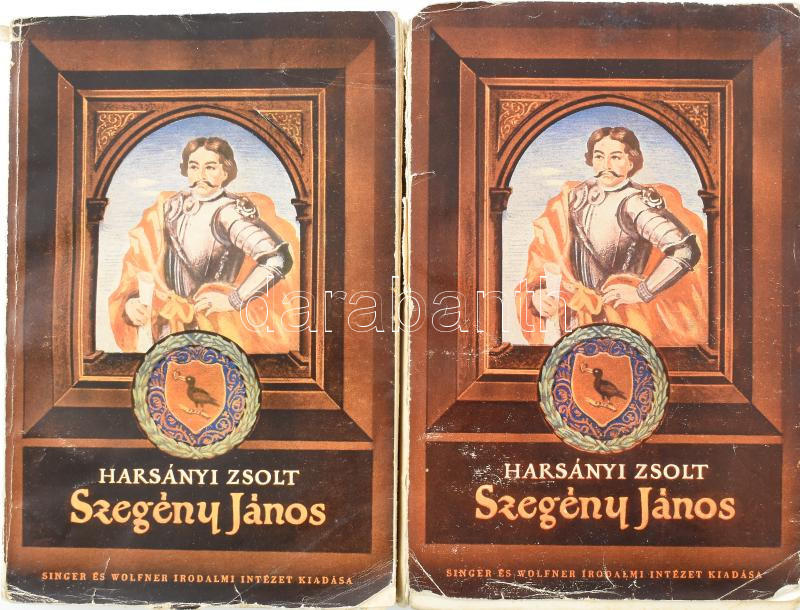 HARSÁNYI ZSOLT
Szegény János
SINGER ÉS WOLFNER IRODALMI INTÉZET KIADÁSA
HARSÁNYI ZSOLT
Szegény János
SINGER ÉS WOLFNER IRODALMI INTÉZET KIADÁSA
darabanth